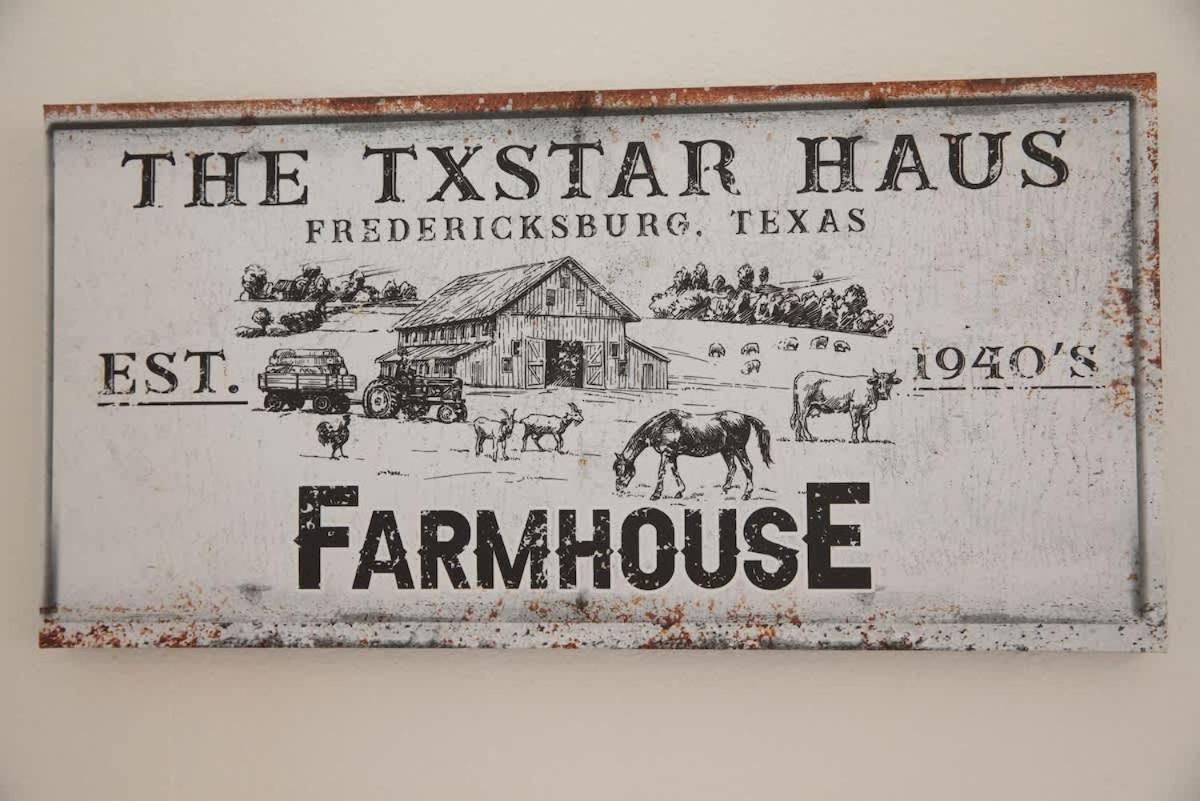 THE TXSTAR HAUS
FREDERICKSBURG, TEXAS
EST. 1940'S
FARMHOUSE